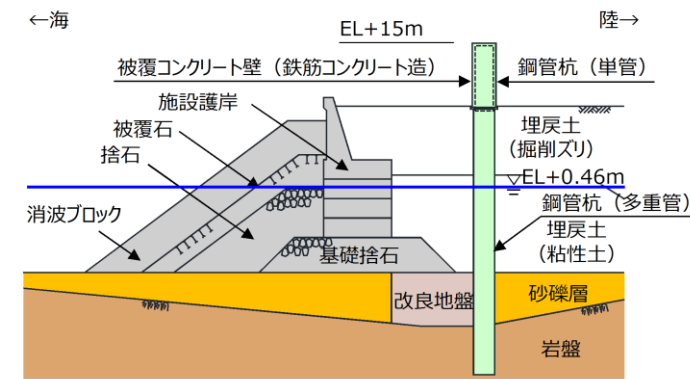 ←海
陸→
EL+15m
被覆コンクリート壁（鉄筋コンクリート造）
鋼管杭（単管）
施設護岸
被覆石
捨石
埋戻土
(掘削ズリ)
EL+0.46m
消波ブロック
鋼管杭（多重管）
埋戻土
(粘性土)
基礎捨石
改良地盤
砂礫層
岩盤